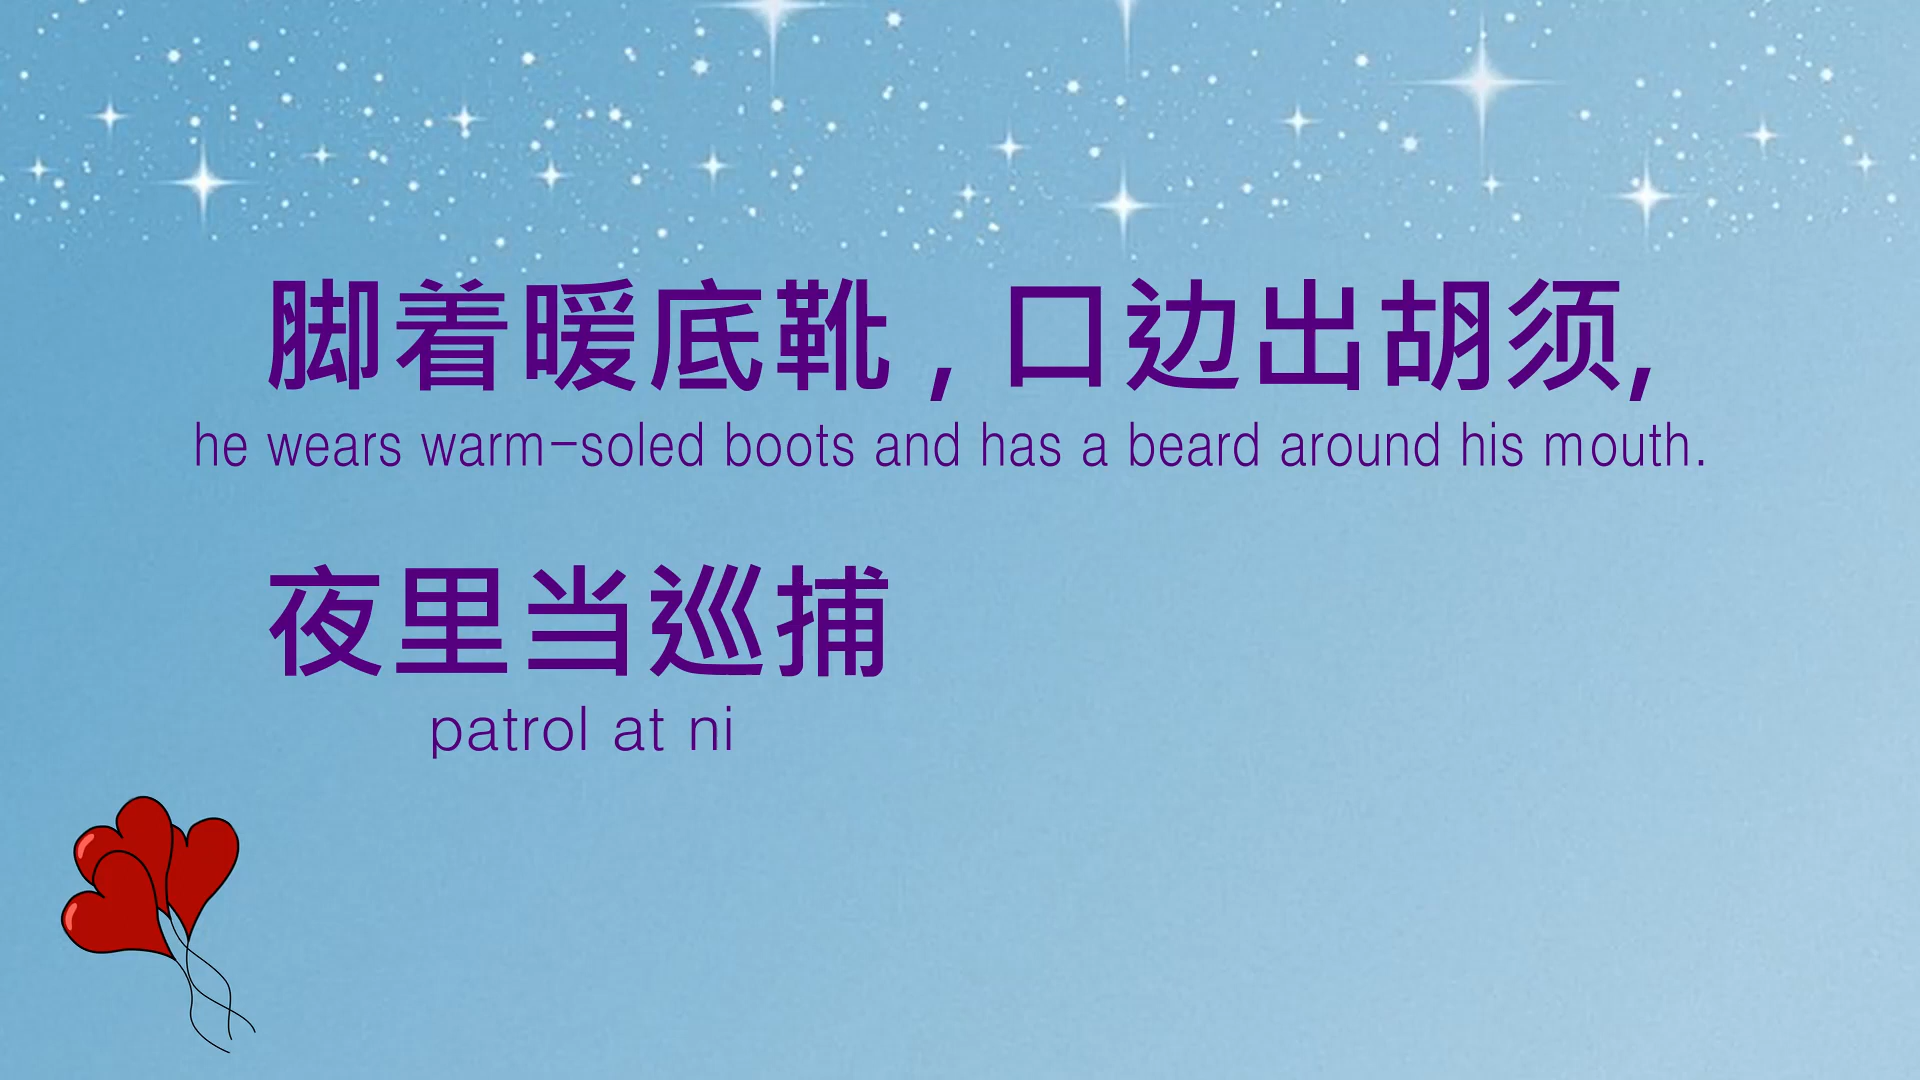 脚着暖底靴，口边出胡须,
he wears warm-soled boots and has a beard around his mouth.
夜里当巡捕
patrol at ni